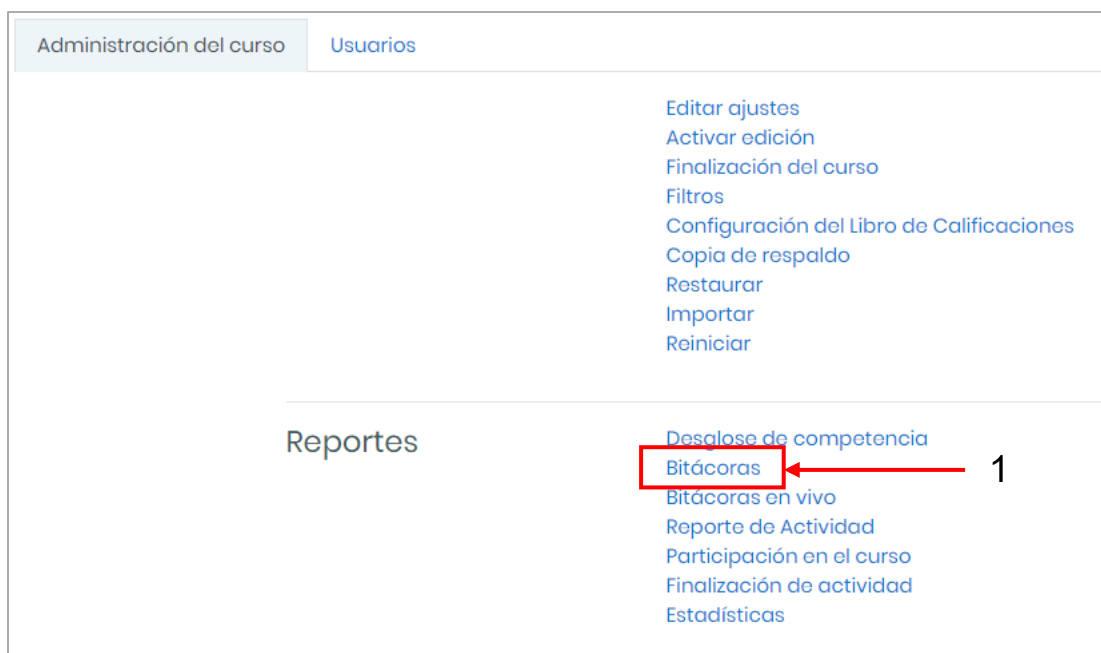 Administración del curso Usuarios
Editar ajustes
Activar edición
Finalización del curso
Filtros
Configuración del Libro de Calificaciones
Copia de respaldo
Restaurar
Importar
Reiniciar
Reportes
Desglose de competencia
Bitácoras 1
Bitácoras en vivo
Reporte de Actividad
Participación en el curso
Finalización de actividad
Estadísticas